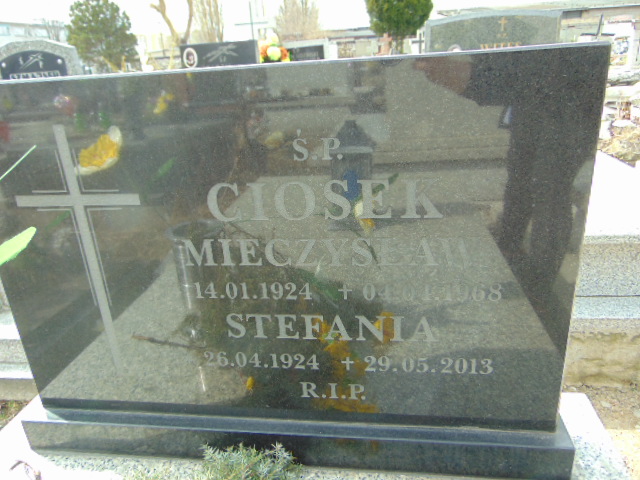 Ś.P.
CIOSEK
MIECZYSŁAW
14.01.1924 + 1968
STEFANIA
26.04.1924 + 29.05.2013
R.I.P.